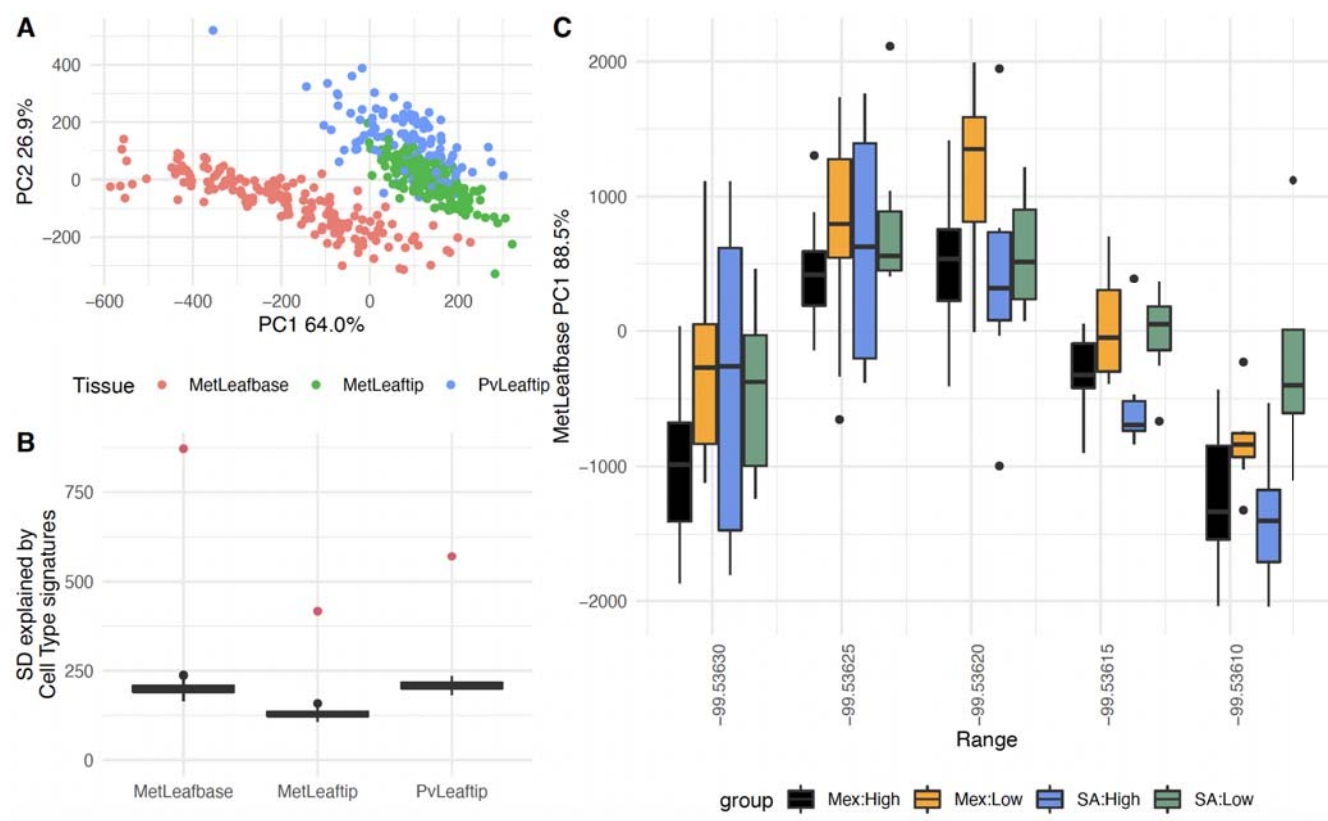 A
PC2 26.9%
400
200
0
−200
−600
−400
−200
0
200
PC1 64.0%
Tissue
MetLeafbase
MetLeaftip
PvLeaftip
B
SD explained by
Cell Type signatures
750
500
250
0
MetLeafbase
MetLeaftip
PvLeaftip
C
MetLeafbase PC1 88.5%
2000
1000
0
−1000
−2000
−99.53630
−99.53625
−99.53620
−99.53615
−99.53610
Range
group
Mex:High
Mex:Low
SA:High
SA:Low